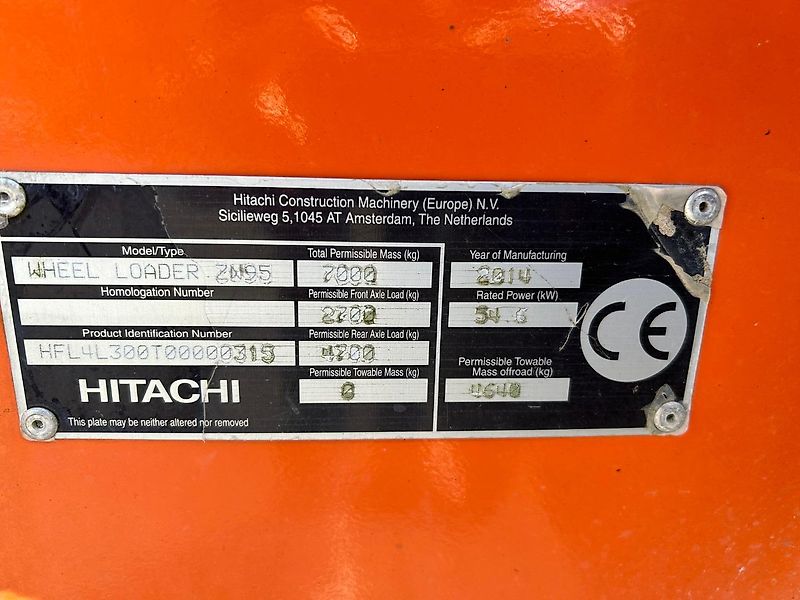 Hitachi Construction Machinery (Europe) N.V.
Sicilieweg 5,1045 AT Amsterdam, The Netherlands
Model/Type
WHEEL LOADER ZW95
Homologation Number
Product Identification Number
HFL4L300T00000315
HITACHI
This plate may be neither altered nor removed
Total Permissible Mass (kg)
7000
Permissible Front Axle Load (kg)
2700
Permissible Rear Axle Load (kg)
4700
Permissible Towable Mass (kg)
0
Year of Manufacturing
2014
Rated Power (kW)
54.6
Permissible Towable
Mass offroad (kg)
4640
CE